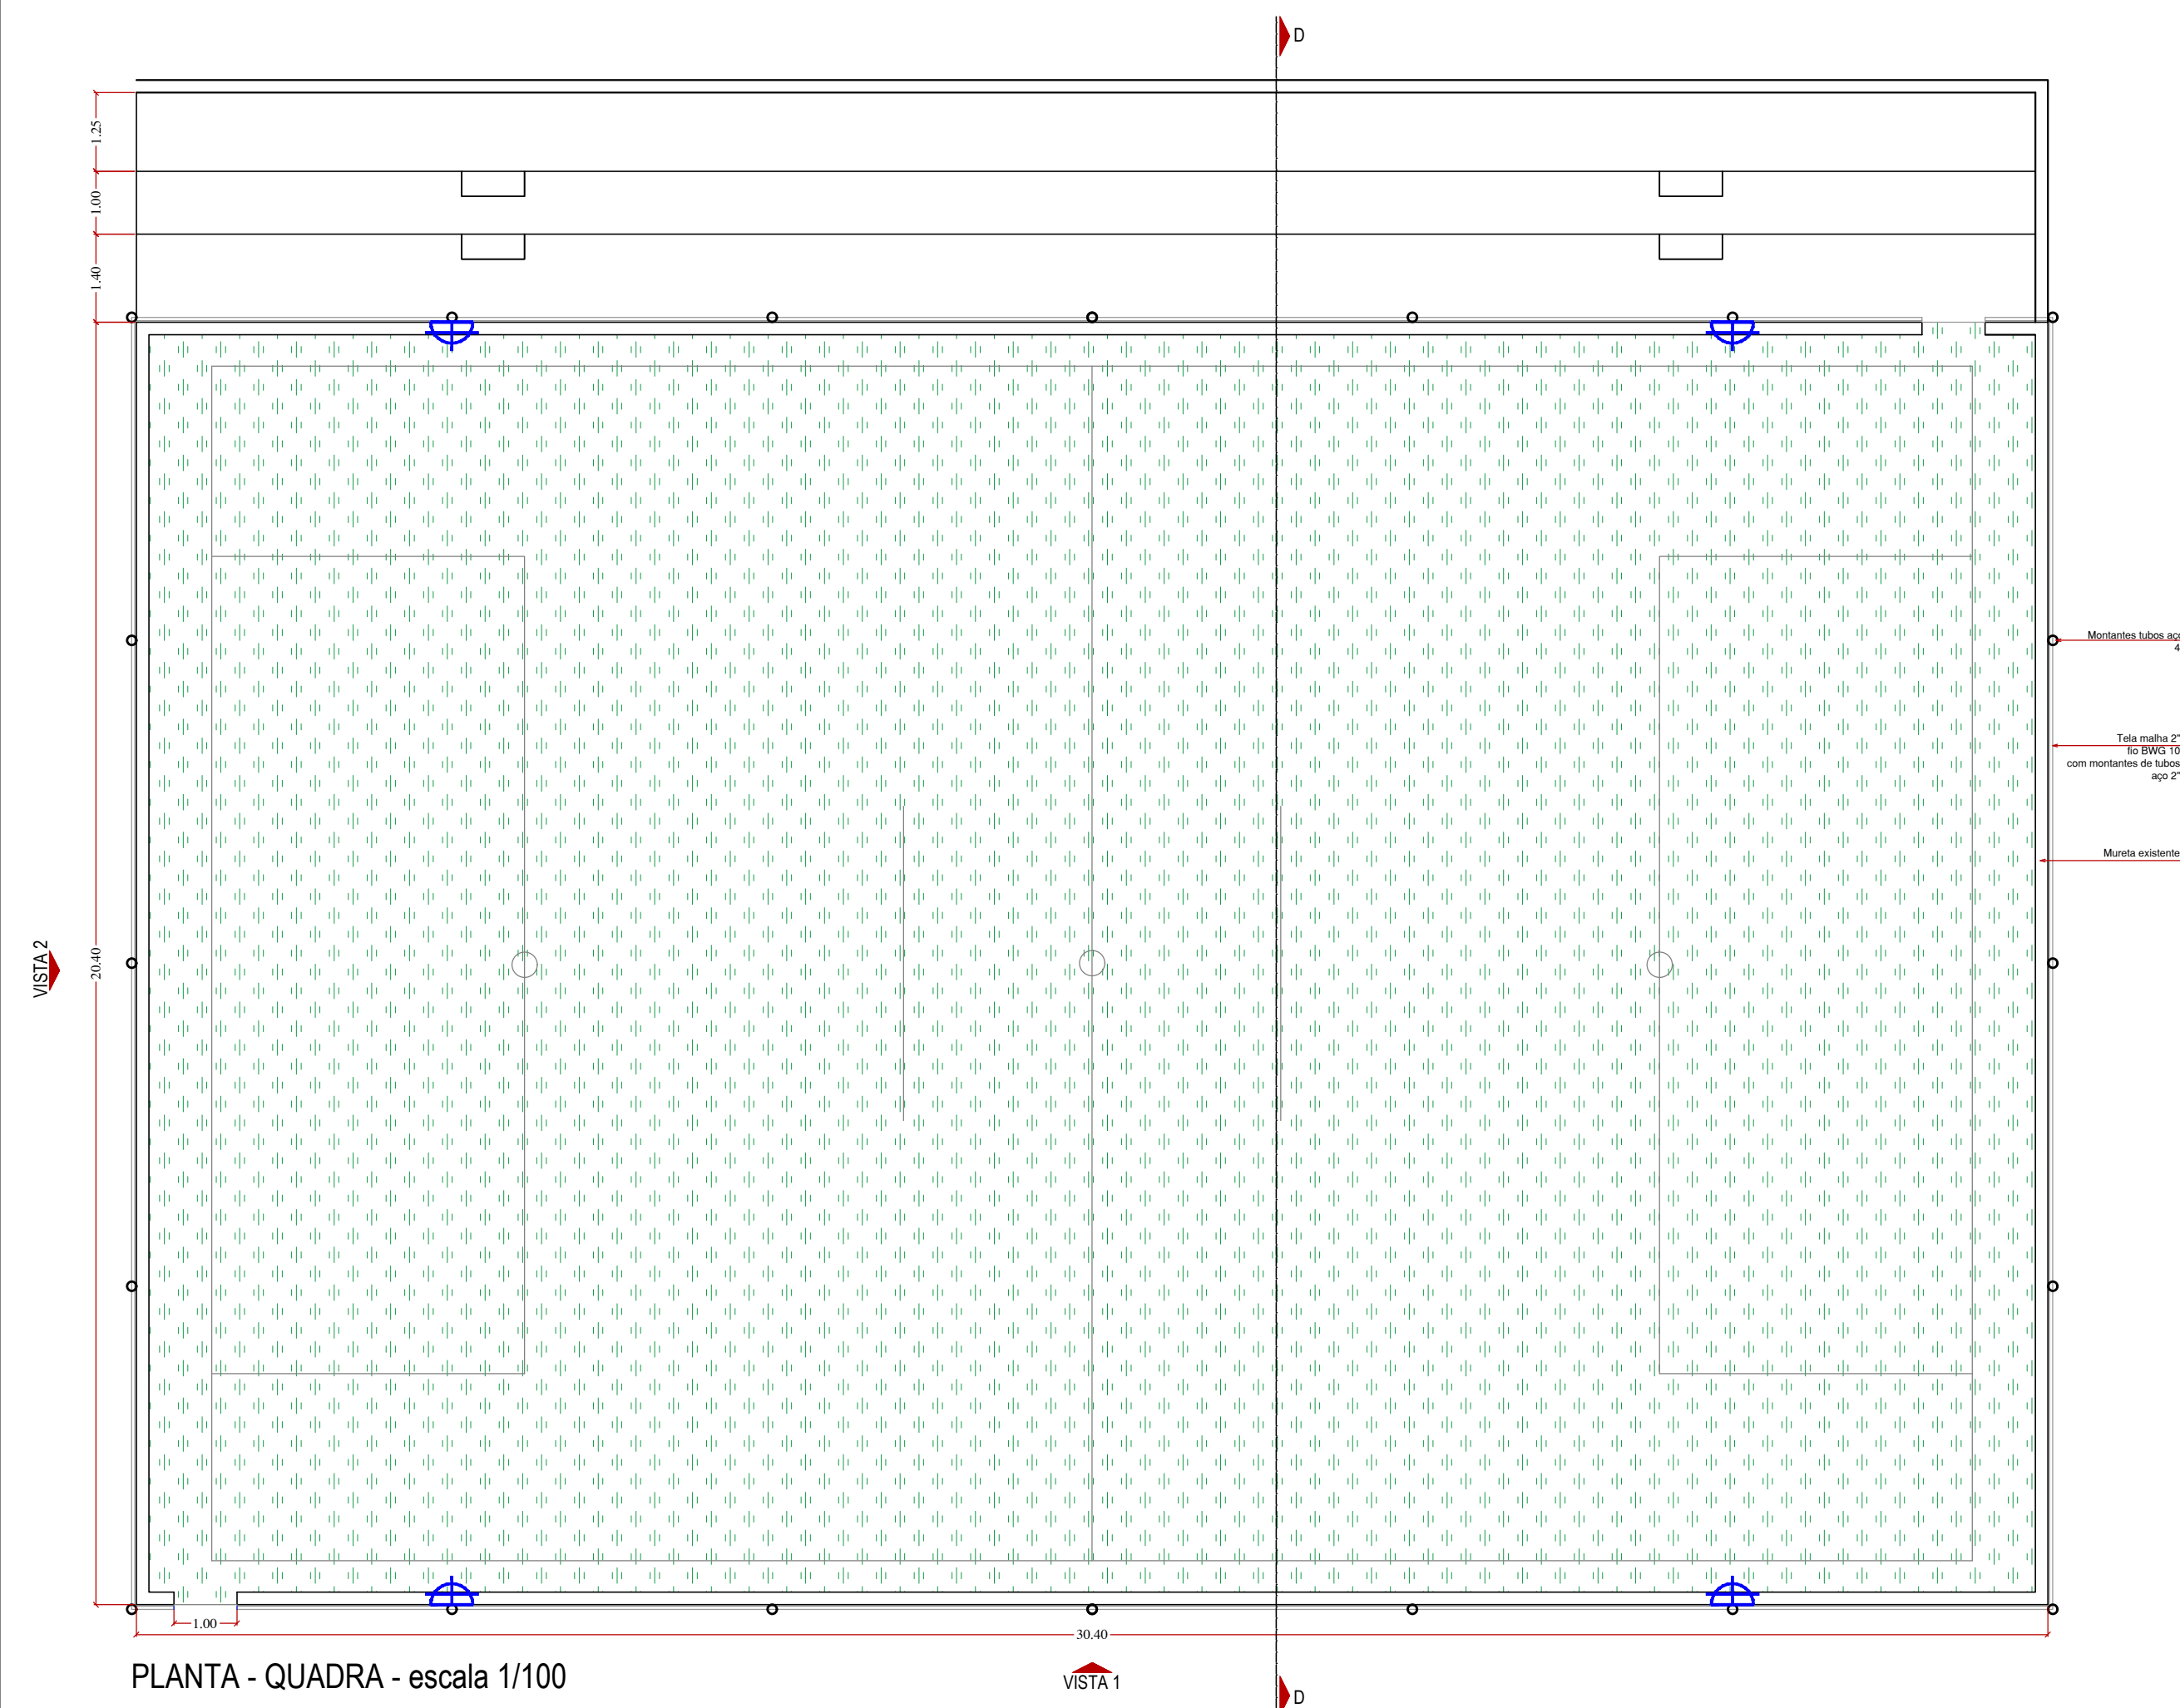 D
1.25
1.00
1.40
Montantes tubos aço
4
Tela malha 2"
fio BWG 10
com montantes de tubos
aço 2"
Mureta existente
VISTA 2
20.40
1.00
30.40
PLANTA - QUADRA - escala 1/100
VISTA 1
D